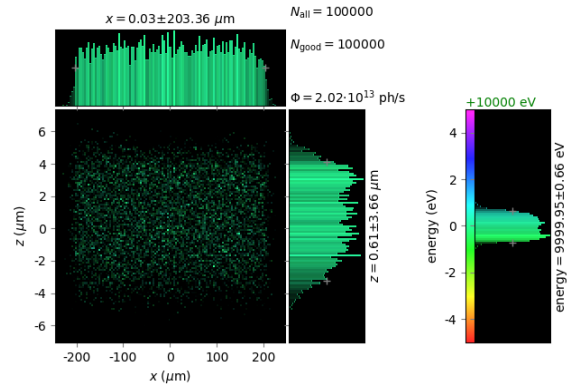 x = 0.03±203.36 μm
N_all = 100000
N_good = 100000
Φ = 2.02·10¹³ ph/s
+10000 eV
6
4
2
0
-2
-4
-6
z (μm)
-200
-100
0
100
200
x (μm)
z = 0.61±3.66 μm
4
2
0
-2
-4
energy (eV)
energy = 9999.95±0.66 eV